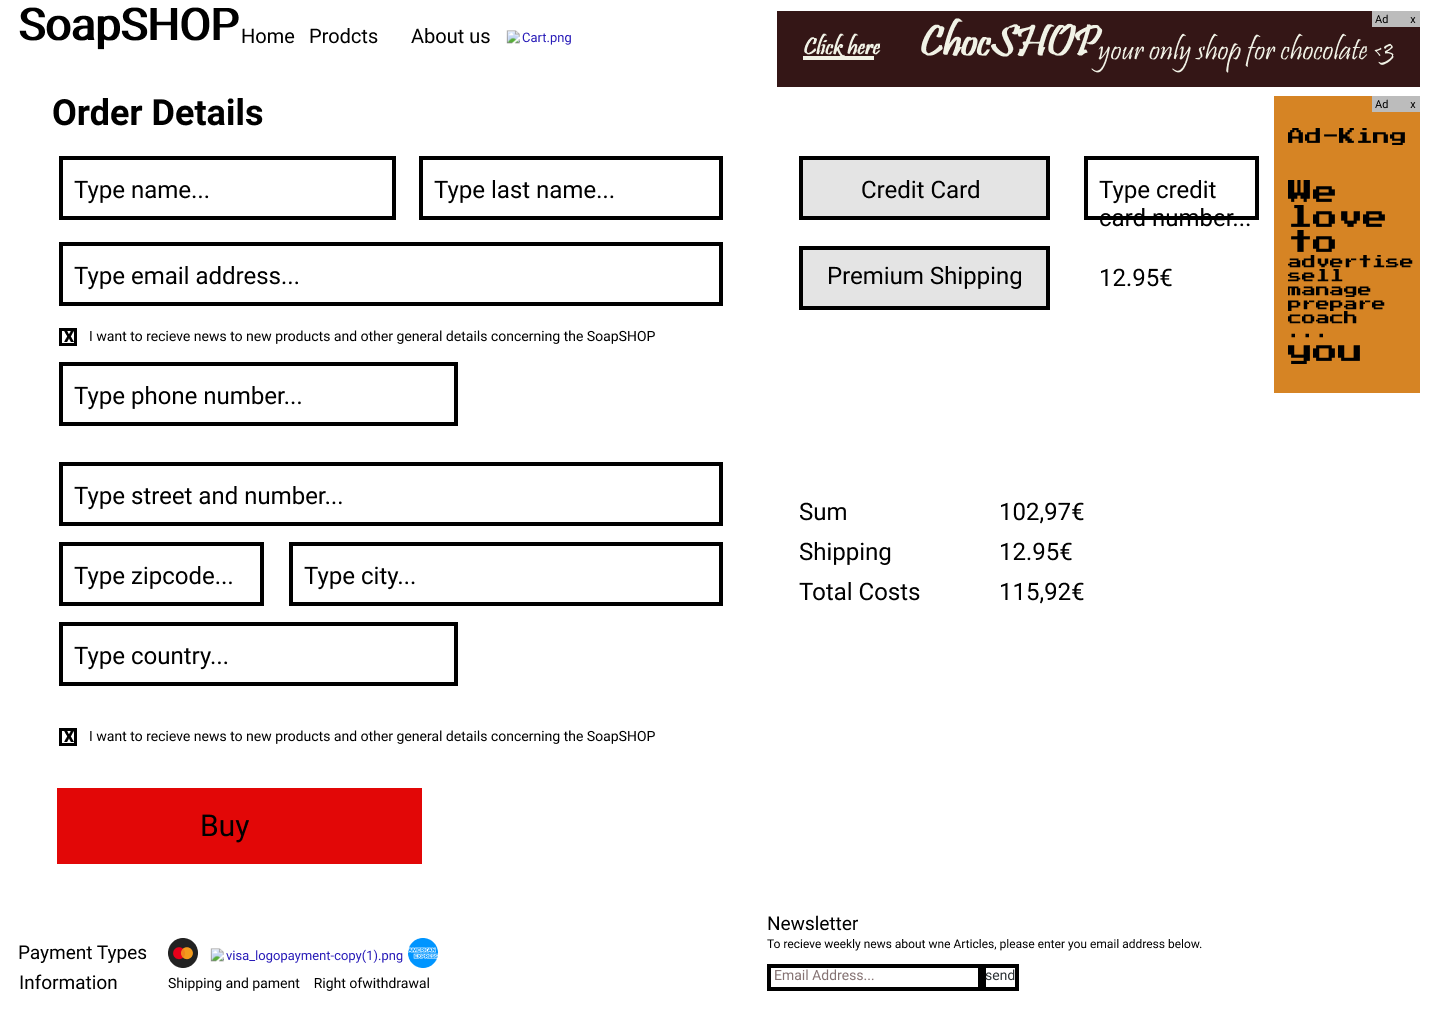 SoapSHOP Home Prodcts About us Cart.png
Ad x
Click here ChocSHOP your only shop for chocolate <3
Order Details
Ad x
Ad-King
We
love
to
advertise
sell
manage
prepare
coach
...
you
Type name... Type last name...
Credit Card Type credit
card number...
Type email address...
Premium Shipping 12.95€
X I want to recieve news to new products and other general details concerning the SoapSHOP
Type phone number...
Type street and number...
Sum 102,97€
Shipping 12.95€
Total Costs 115,92€
Type zipcode... Type city...
Type country...
X I want to recieve news to new products and other general details concerning the SoapSHOP
Buy
Payment Types visa_logopayment-copy(1).png AMERICAN
EXPRESS
Information Shipping and pament Right ofwithdrawal
Newsletter
To recieve weekly news about wne Articles, please enter you email address below.
Email Address... send